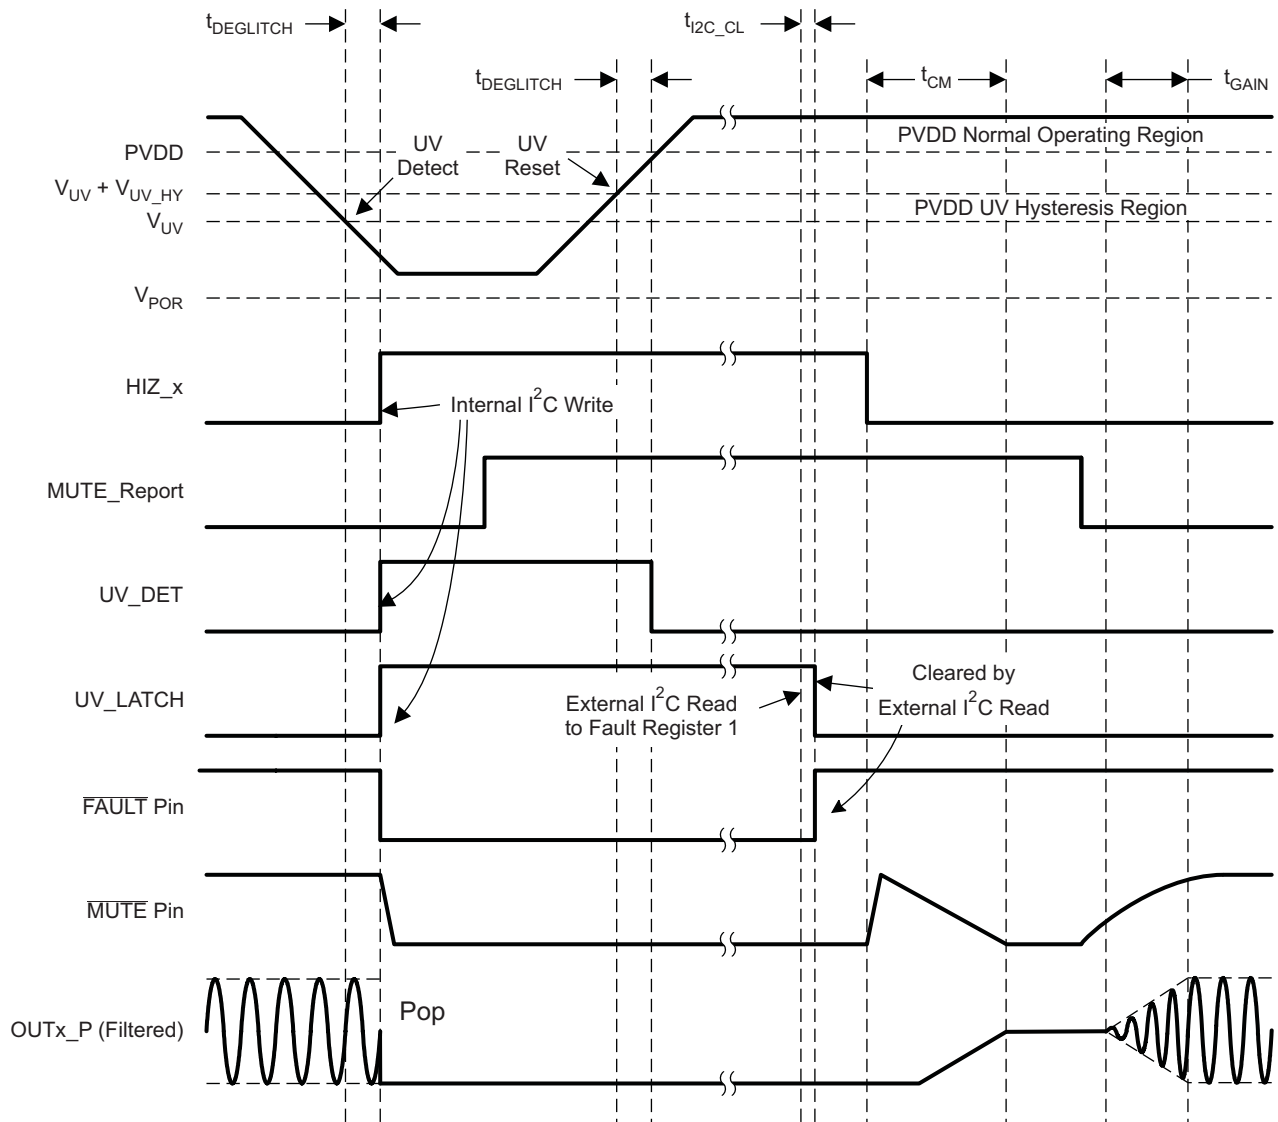 tDEGLITCH
tI2C_CL
tDEGLITCH
tCM
tGAIN
PVDD
UV
Detect
UV
Reset
PVDD Normal Operating Region
VUV + VUV_HY
VUV
PVDD UV Hysteresis Region
VPOR
HIZ_x
Internal I2C Write
MUTE_Report
UV_DET
UV_LATCH
External I2C Read
to Fault Register 1
Cleared by
External I2C Read
FAULT Pin
MUTE Pin
Pop
OUTx_P (Filtered)